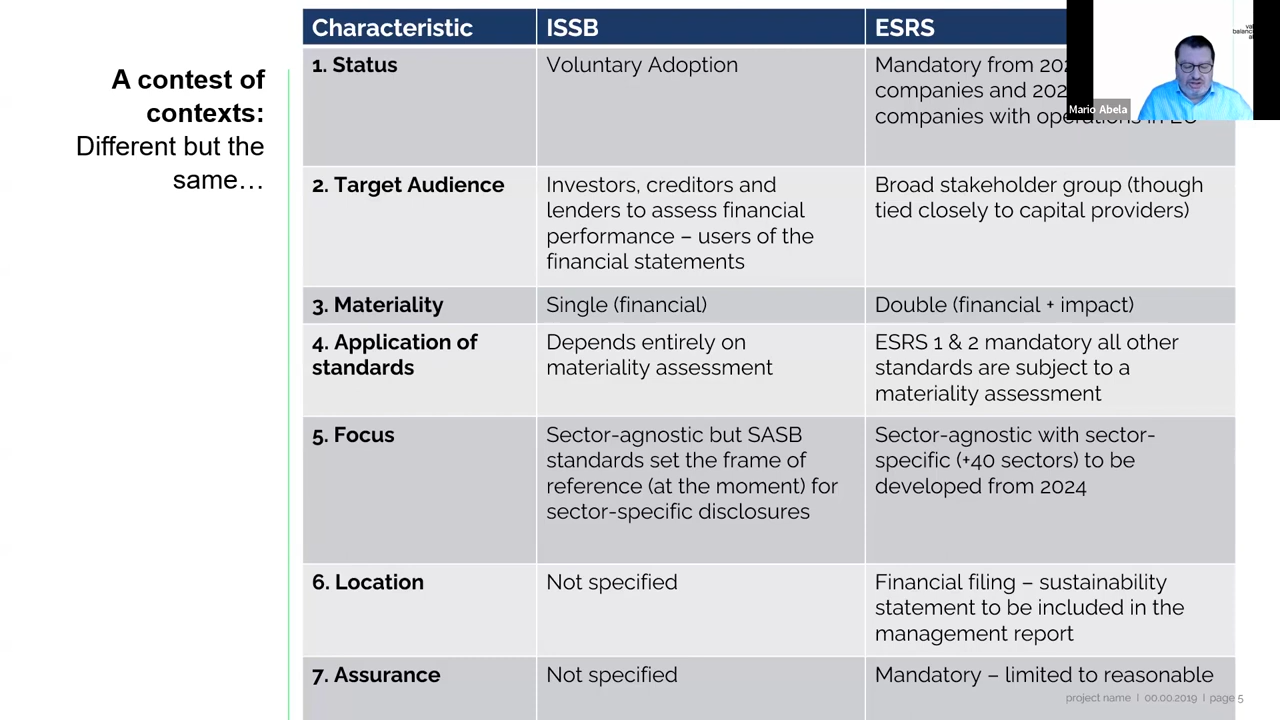 A contest of
contexts:
Different but the
same…
Characteristic
ISSB
ESRS
1. Status
Voluntary Adoption
Mandatory from
companies and
companies with operations in EU
2. Target Audience
Investors, creditors and
lenders to assess financial
performance – users of the
financial statements
Broad stakeholder group (though
tied closely to capital providers)
3. Materiality
Single (financial)
Double (financial + impact)
4. Application of
standards
Depends entirely on
materiality assessment
ESRS 1 & 2 mandatory all other
standards are subject to a
materiality assessment
5. Focus
Sector-agnostic but SASB
standards set the frame of
reference (at the moment) for
sector-specific disclosures
Sector-agnostic with sector-
specific (+40 sectors) to be
developed from 2024
6. Location
Not specified
Financial filing – sustainability
statement to be included in the
management report
7. Assurance
Not specified
Mandatory – limited to reasonable
Mario Abela
project name I 00.00.2019 I page 5